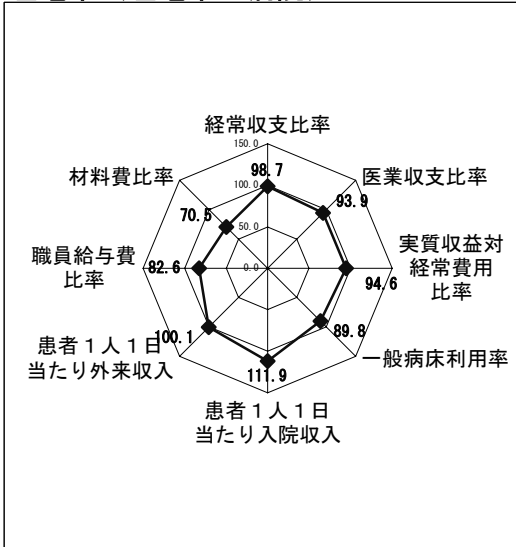 経常収支比率
150.0
98.7
100.0
医業収支比率
93.9
材料費比率
70.5
50.0
実質収益対
経常費用
比率
94.6
職員給与費
比率
82.6
0.0
89.8
一般病床利用率
100.1
患者１人１日
当たり外来収入
111.9
患者１人１日
当たり入院収入